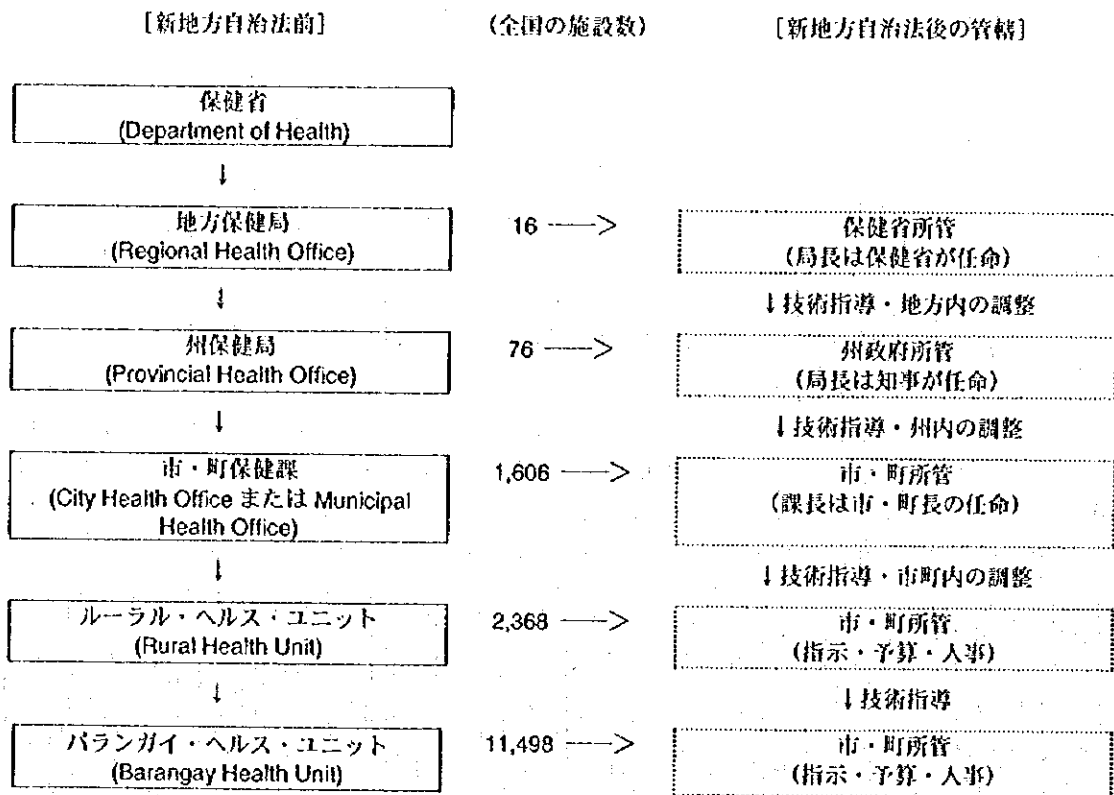 [新地方自治法前] (全国の施設数) [新地方自治法後の管轄]
保健省
(Department of Health)
↓
地方保健局
(Regional Health Office)
16 ----->
保健省所管
(局長は保健省が任命)
↓
↓技術指導・地方内の調整
州保健局
(Provincial Health Office)
76 ----->
州政府所管
(局長は知事が任命)
↓
↓技術指導・州内の調整
市・町保健課
(City Health Office または Municipal
Health Office)
1,606 ----->
市・町所管
(課長は市・町長の任命)
↓
↓技術指導・市町内の調整
ルーラル・ヘルス・ユニット
(Rural Health Unit)
2,368 ----->
市・町所管
(指示・予算・人事)
↓
↓技術指導
バランガイ・ヘルス・ユニット
(Barangay Health Unit)
11,498 ----->
市・町所管
(指示・予算・人事)